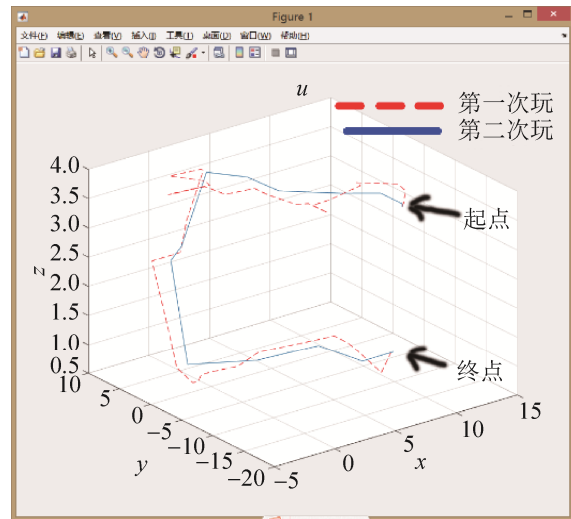 Figure 1
文件(F) 编辑(E) 查看(V) 插入(I) 工具(T) 桌面(D) 窗口(W) 帮助(H)
u
第一次玩
第二次玩
4.0
3.5
3.0
2.5
2.0
1.5
1.0
0.5
z
起点
终点
10
5
0
−5
−10
−15
−20
y
−5
0
5
10
15
x